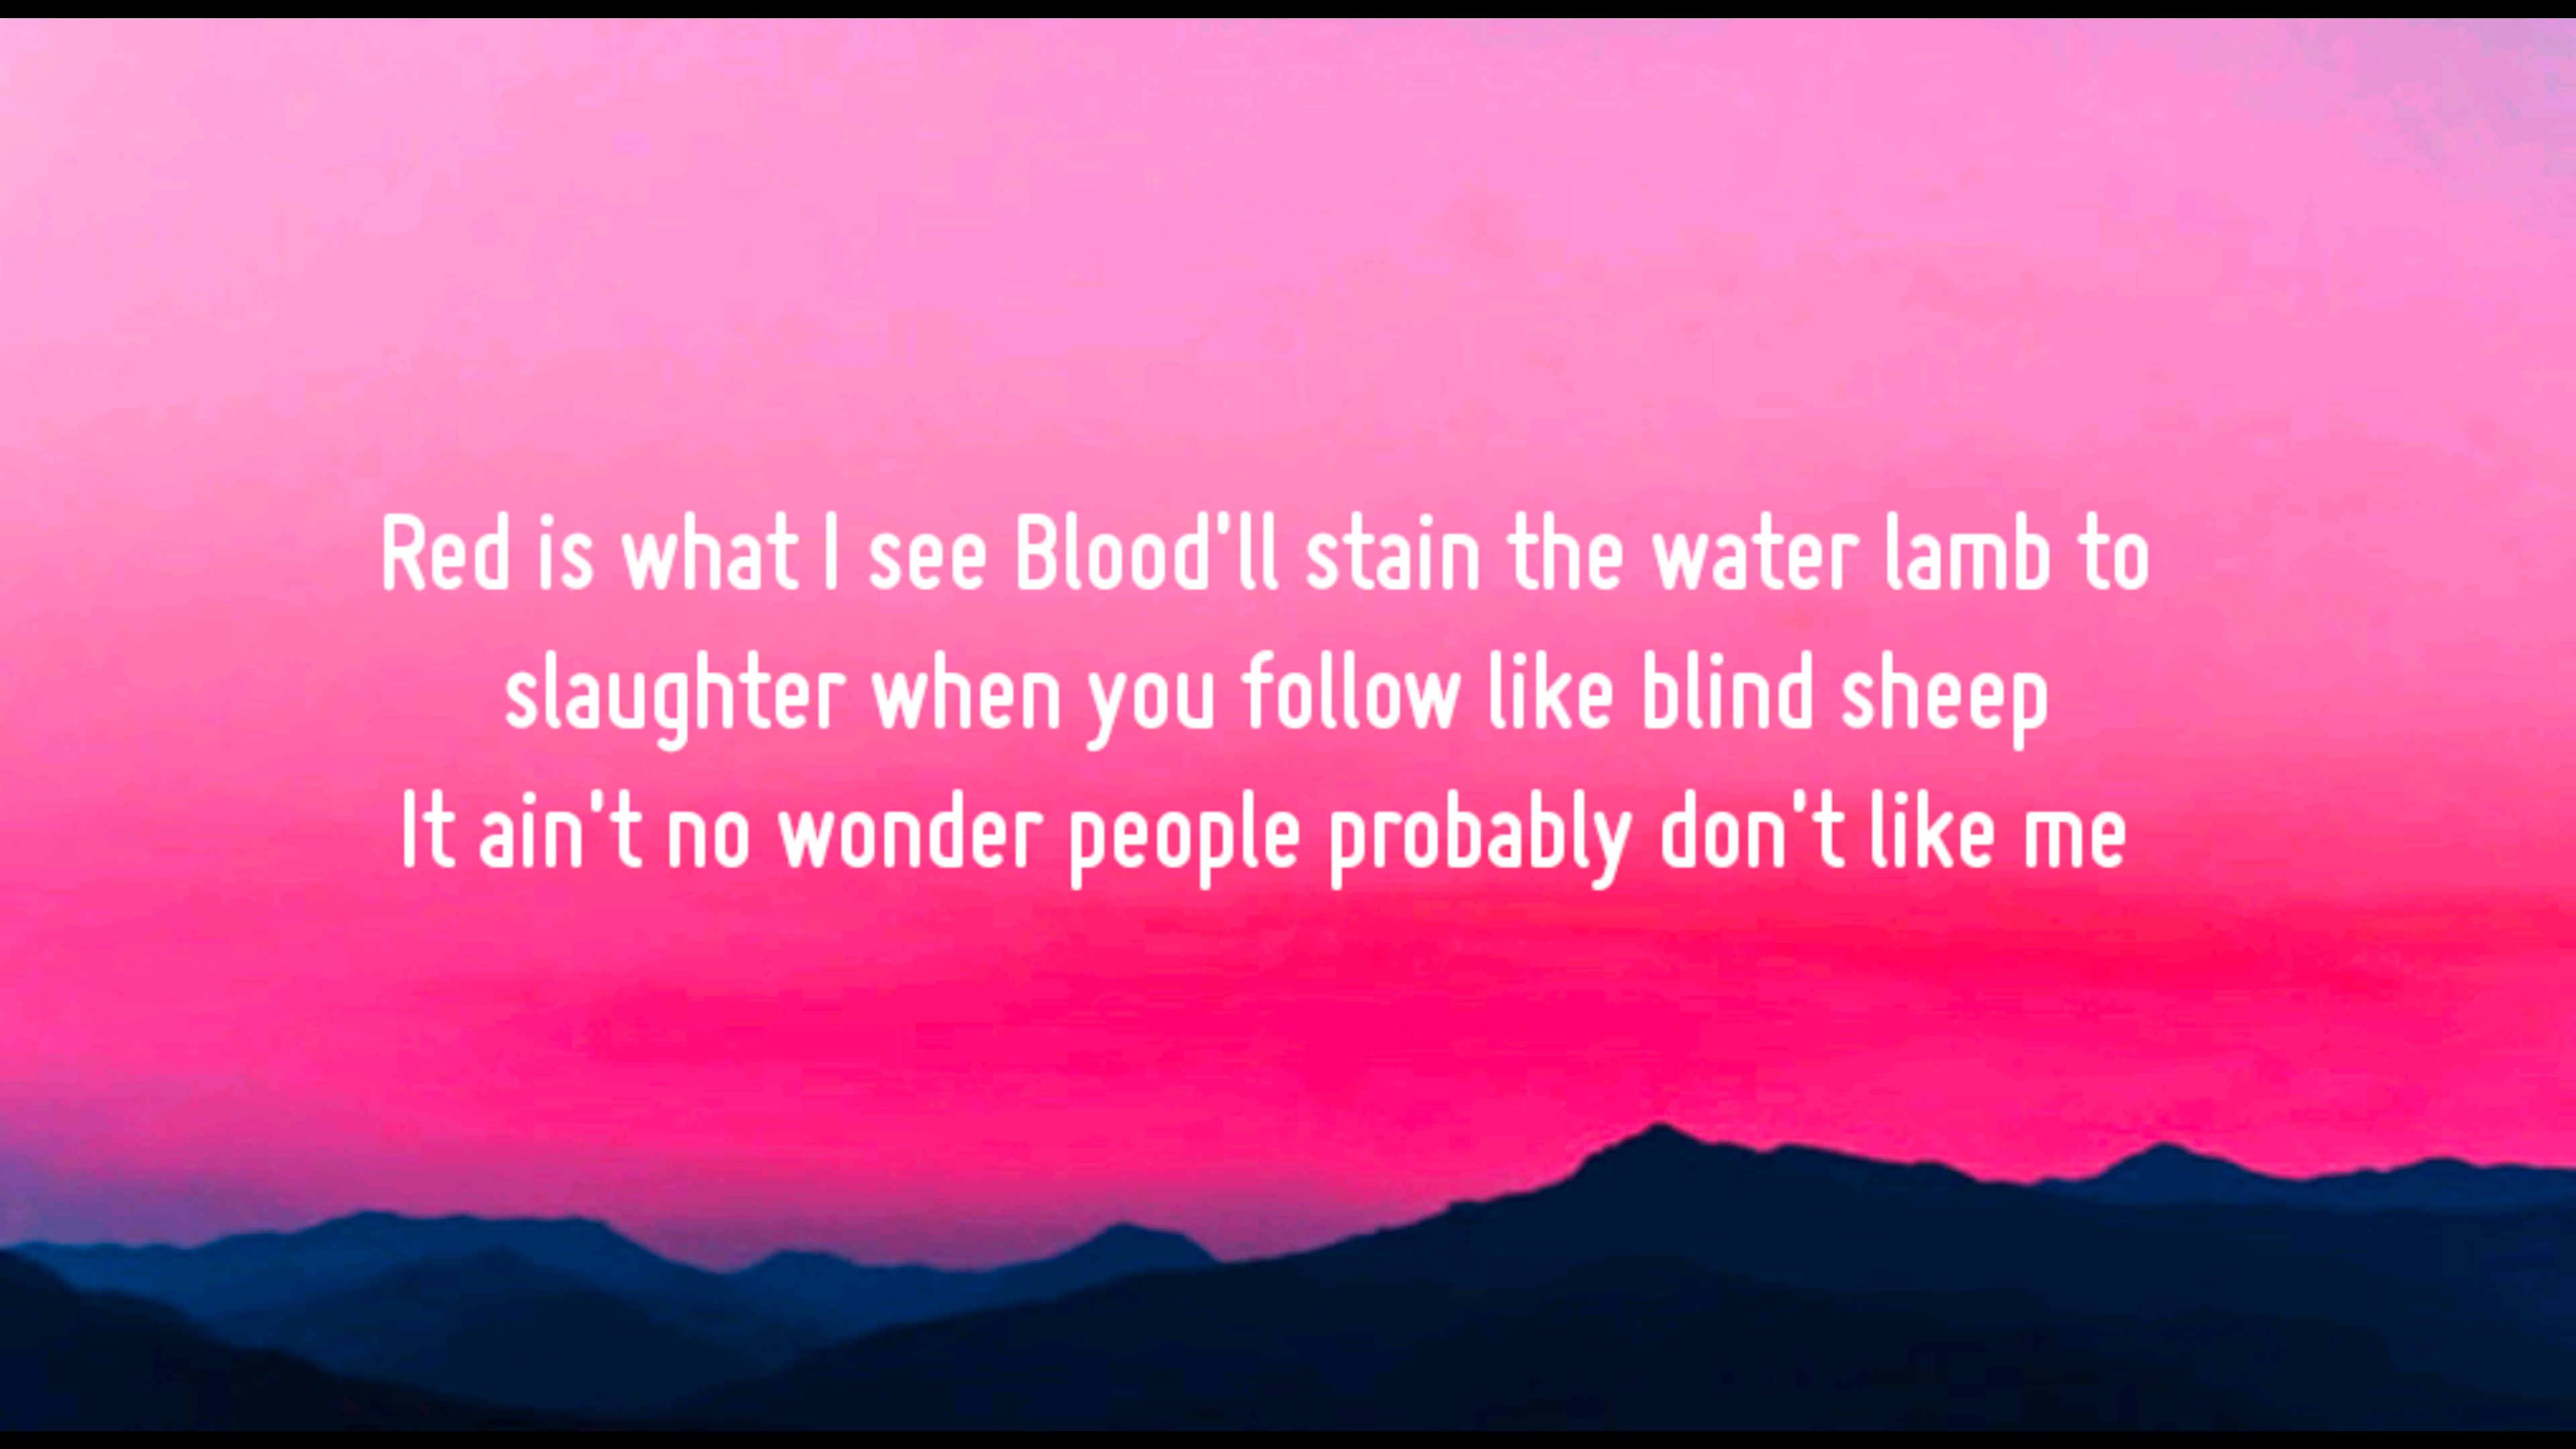 Red is what I see Blood'll stain the water lamb to
slaughter when you follow like blind sheep
It ain't no wonder people probably don't like me